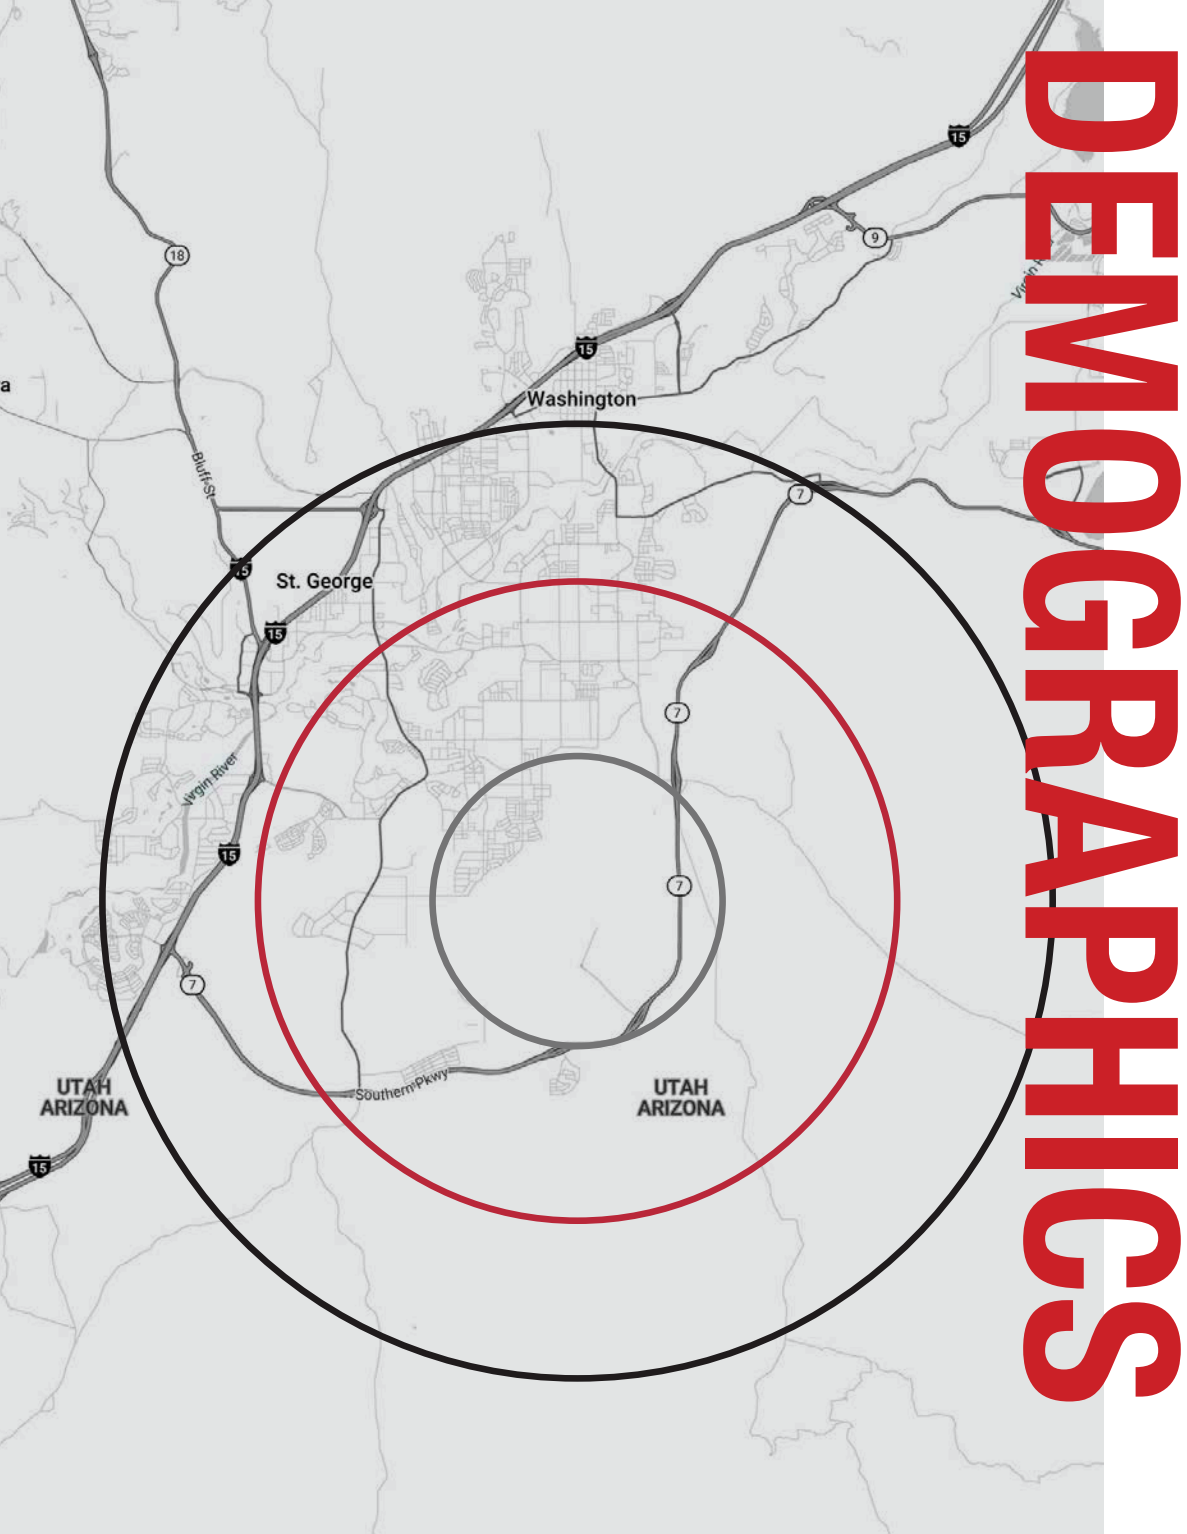 DEMOGRAPHICS
15
9
18
15
Washington
a
Bluff St
7
15
St. George
15
7
Virgin River
15
7
7
UTAH
ARIZONA
Southern Pkwy
UTAH
ARIZONA
15